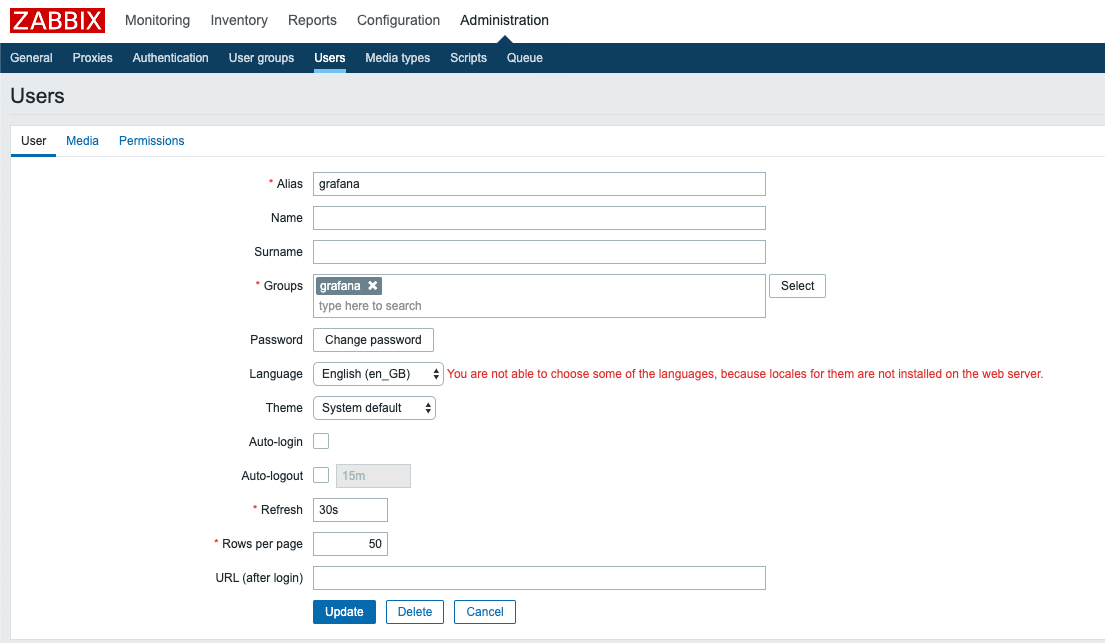 ZABBIX Monitoring Inventory Reports Configuration Administration
General Proxies Authentication User groups Users Media types Scripts Queue
Users
User Media Permissions
* Alias grafana
Name
Surname
* Groups grafana Select
type here to search
Password Change password
Language English (en_GB) You are not able to choose some of the languages, because locales for them are not installed on the web server.
Theme System default
Auto-login
Auto-logout 15m
* Refresh 30s
* Rows per page 50
URL (after login)
Update Delete Cancel